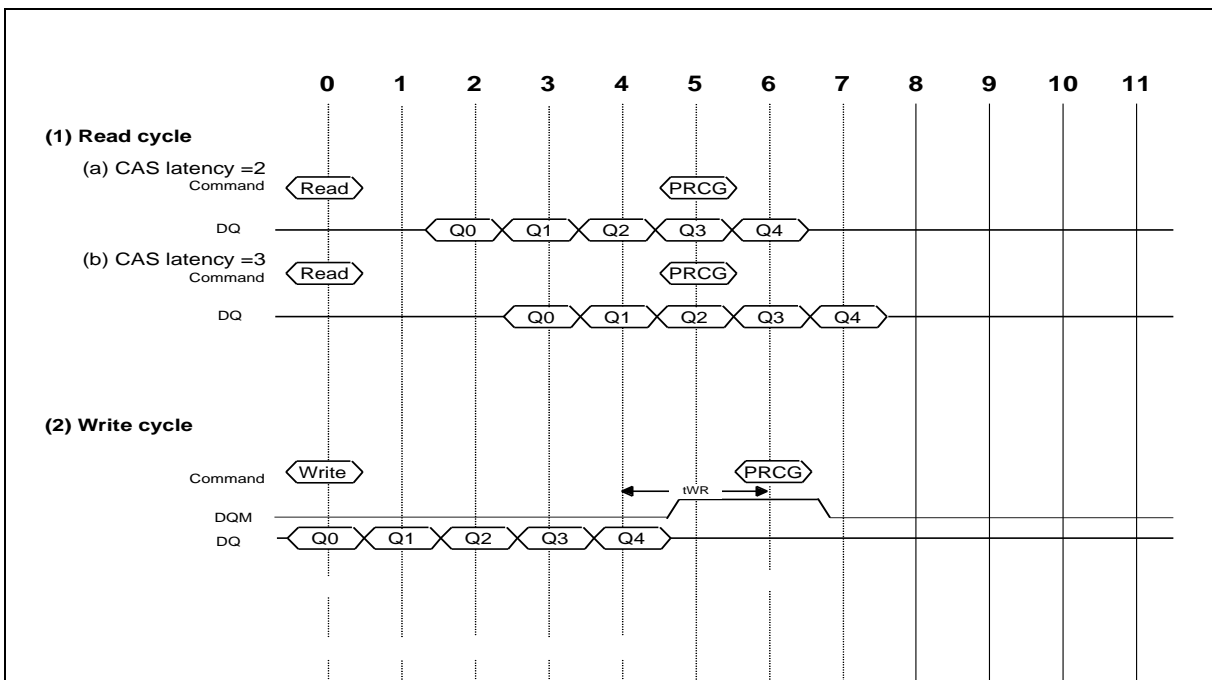 0 1 2 3 4 5 6 7 8 9 10 11
(1) Read cycle
(a) CAS latency =2
Command Read PRCG
DQ Q0 Q1 Q2 Q3 Q4
(b) CAS latency =3
Command Read PRCG
DQ Q0 Q1 Q2 Q3 Q4
(2) Write cycle
Command Write PRCG
tWR
DQM
DQ Q0 Q1 Q2 Q3 Q4